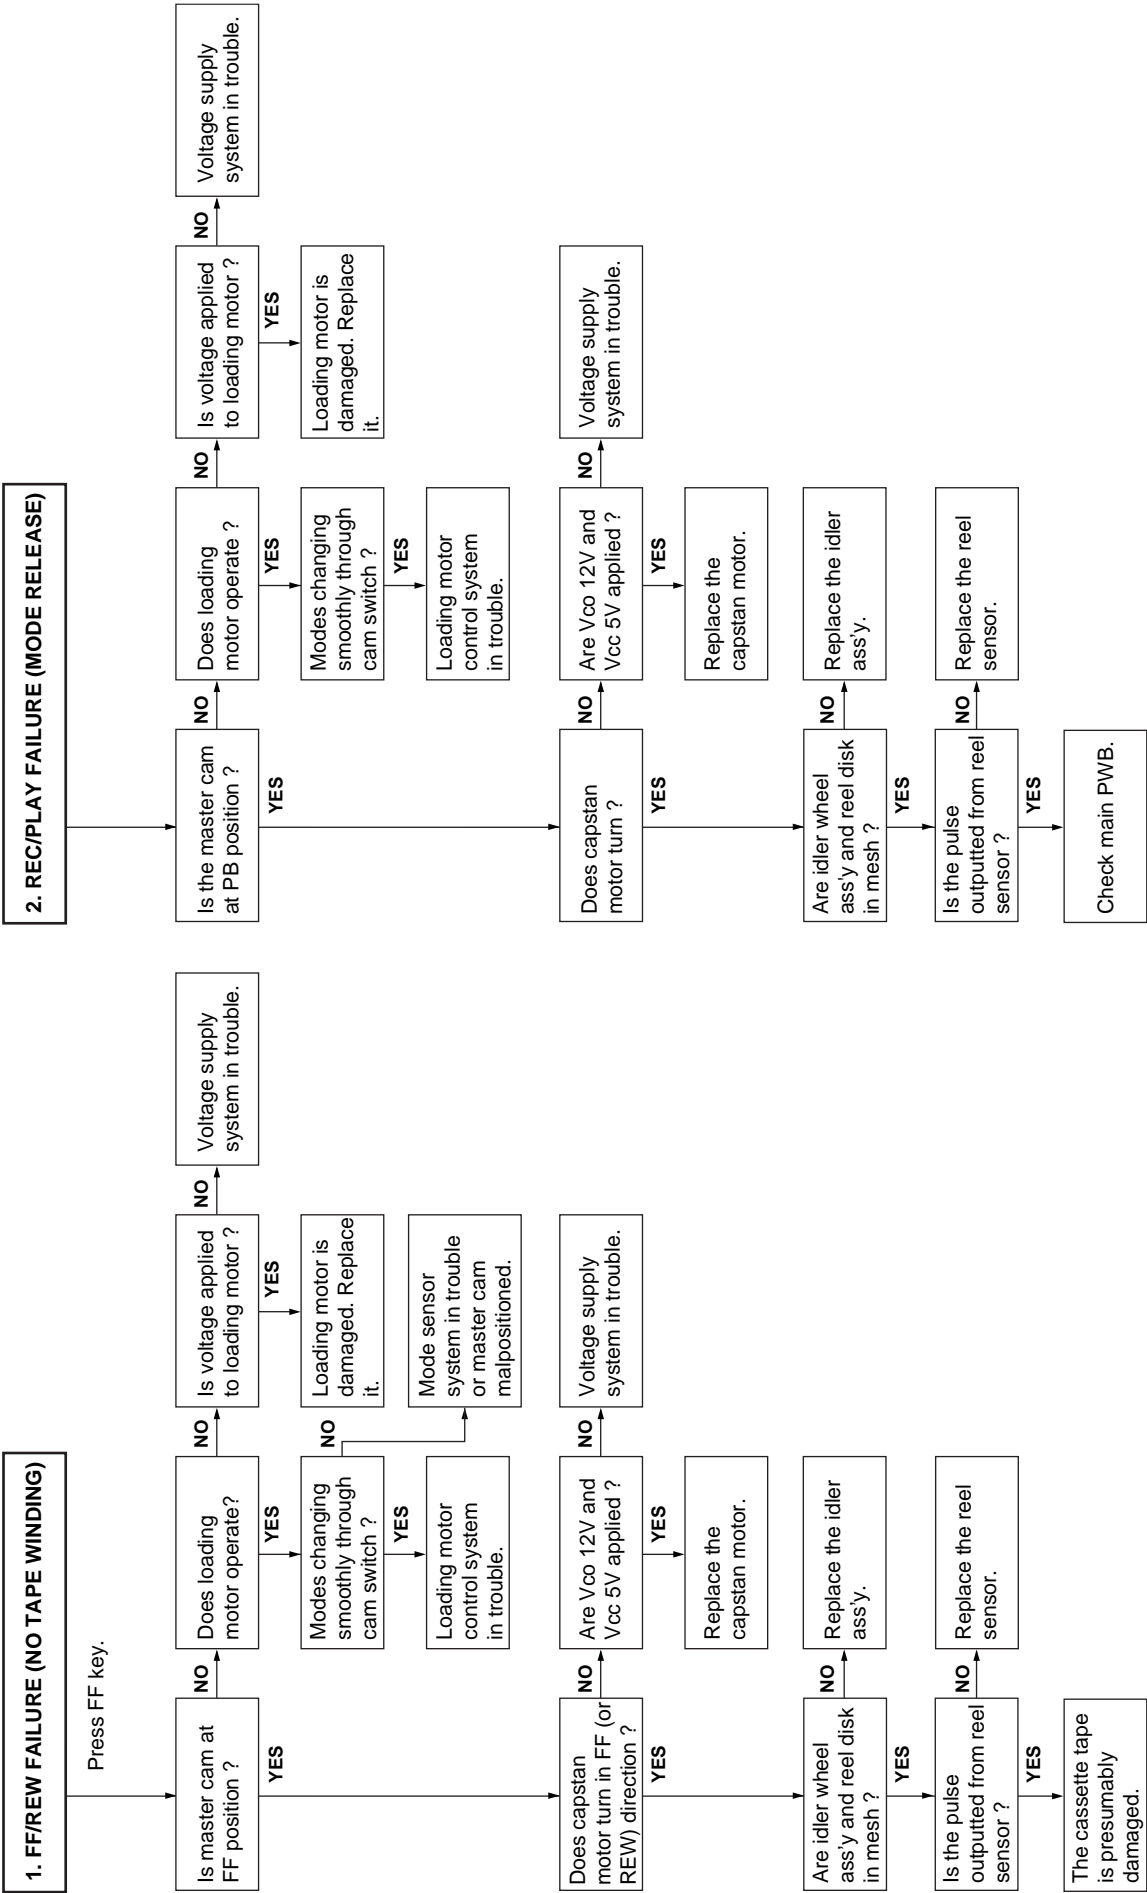 1. FF/REW FAILURE (NO TAPE WINDING)
Press FF key.
Is master cam at
FF position ?
NO
Does loading
motor operate?
NO
Is voltage applied
to loading motor ?
NO
Voltage supply
system in trouble.
YES
YES
YES
Modes changing
smoothly through
cam switch ?
Loading motor is
damaged. Replace
it.
NO
YES
Loading motor
control system
in trouble.
Mode sensor
system in trouble
or master cam
malpositioned.
Does capstan
motor turn in FF (or
REW) direction ?
NO
Are Vco 12V and
Vcc 5V applied ?
NO
Voltage supply
system in trouble.
YES
YES
Replace the
capstan motor.
Are idler wheel
ass'y and reel disk
in mesh ?
NO
Replace the idler
ass'y.
YES
Is the pulse
outputted from reel
sensor ?
NO
Replace the reel
sensor.
YES
The cassette tape
is presumably
damaged.
2. REC/PLAY FAILURE (MODE RELEASE)
Is the master cam
at PB position ?
NO
Does loading
motor operate ?
NO
Is voltage applied
to loading motor ?
NO
Voltage supply
system in trouble.
YES
YES
YES
Modes changing
smoothly through
cam switch ?
Loading motor is
damaged. Replace
it.
YES
Loading motor
control system
in trouble.
Does capstan
motor turn ?
NO
Are Vco 12V and
Vcc 5V applied ?
NO
Voltage supply
system in trouble.
YES
YES
Replace the
capstan motor.
Are idler wheel
ass'y and reel disk
in mesh ?
NO
Replace the idler
ass'y.
YES
Is the pulse
outputted from reel
sensor ?
NO
Replace the reel
sensor.
YES
Check main PWB.